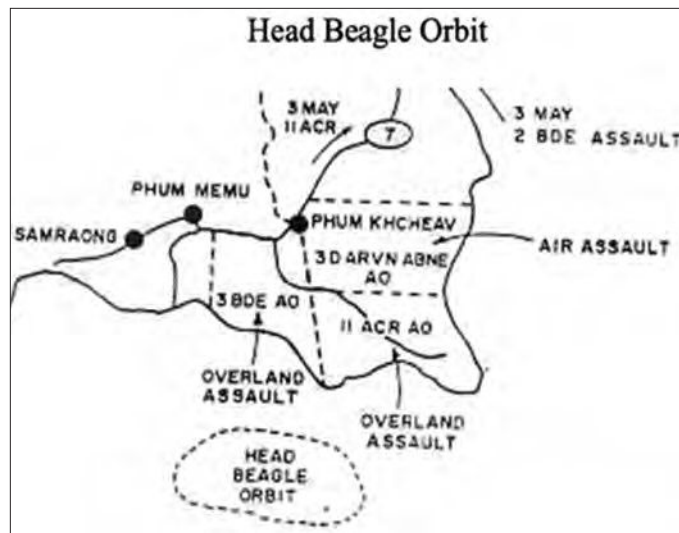 Head Beagle Orbit
3 MAY
11 ACR
7
3 MAY
2 BDE ASSAULT
PHUM MEMU
SAMRAONG
PHUM KHCHEAV
AIR ASSAULT
3D ARVN ABNE
AO
3 BDE AO
11 ACR AO
OVERLAND
ASSAULT
OVERLAND
ASSAULT
HEAD
BEAGLE
ORBIT